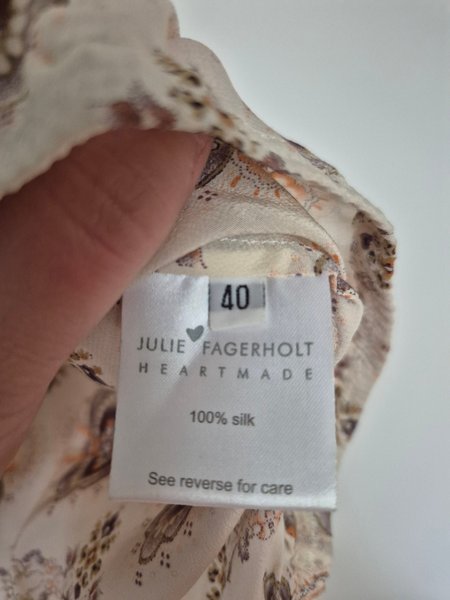 40
JULIE FAGERHOLT
HEARTMADE
100% silk
See reverse for care